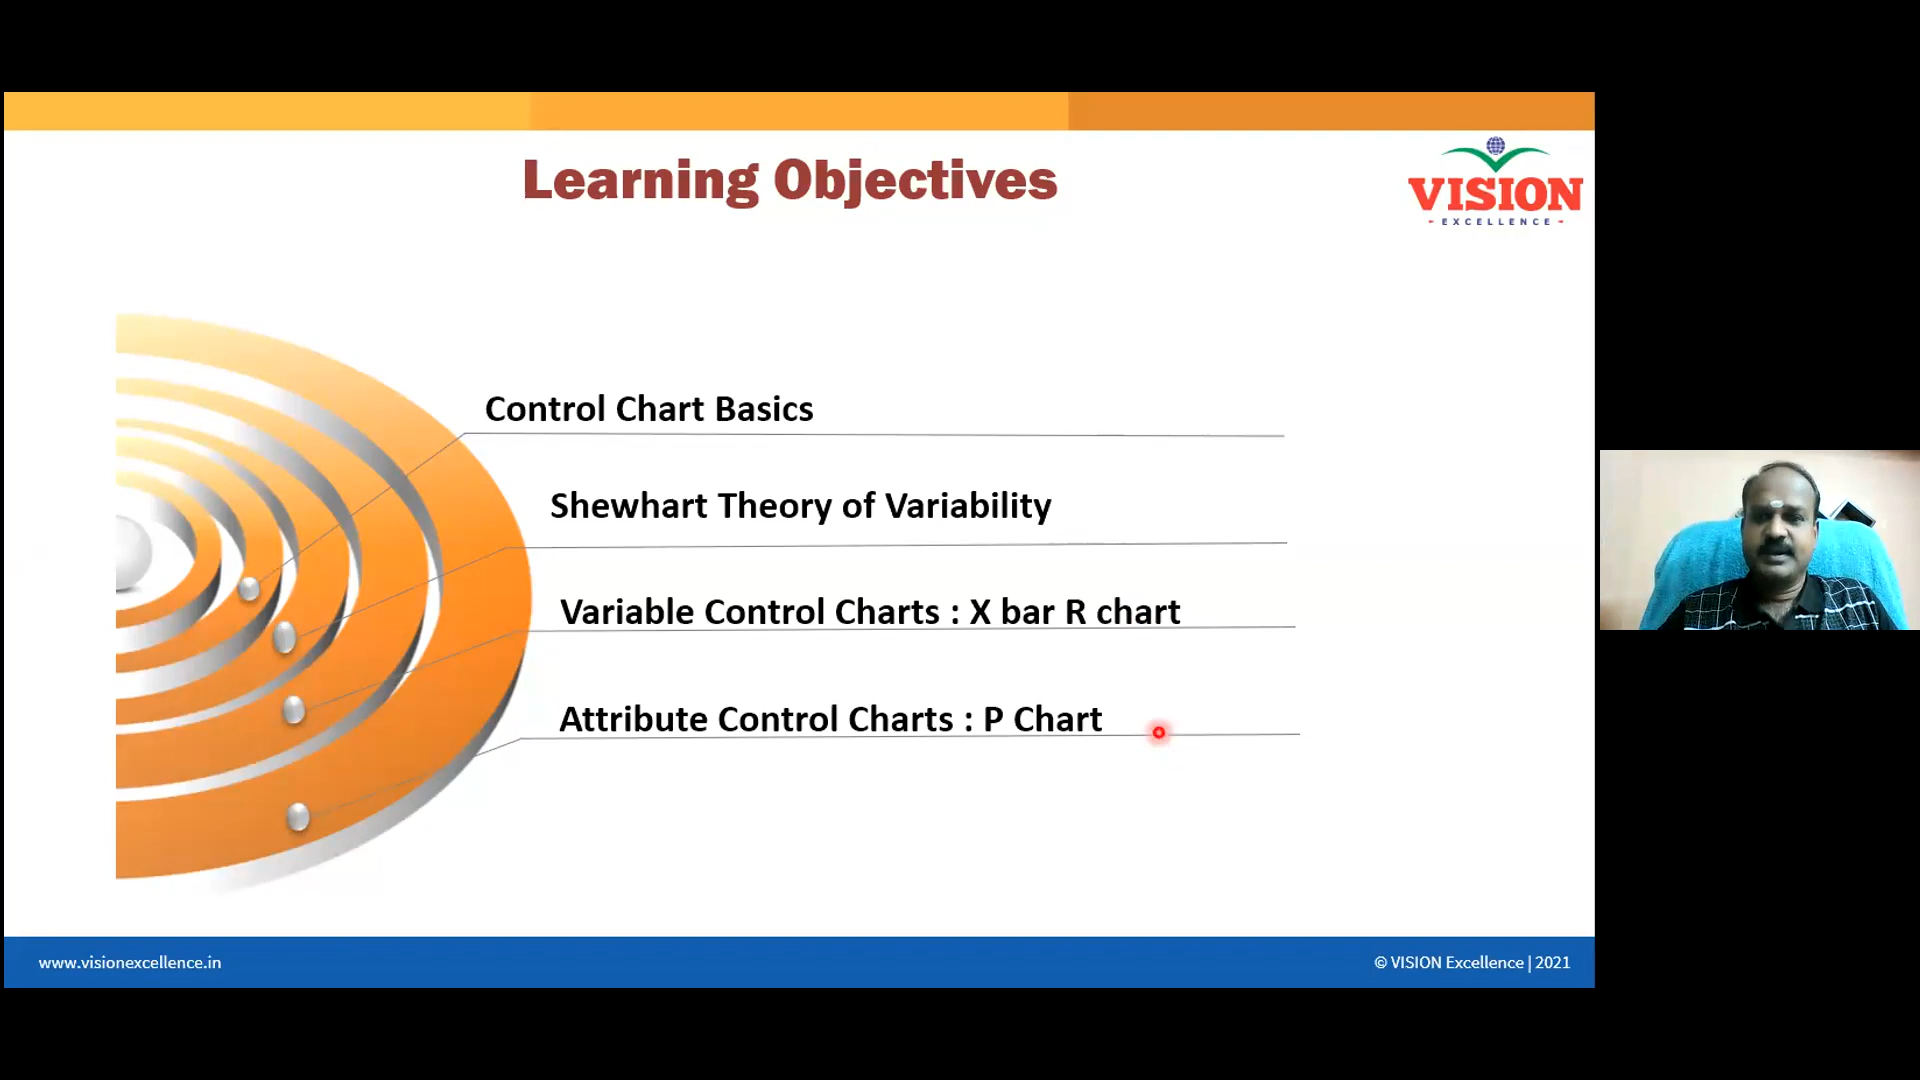 Learning Objectives
VISION
- EXCELLENCE -
Control Chart Basics
Shewhart Theory of Variability
Variable Control Charts : X bar R chart
Attribute Control Charts : P Chart
www.visionexcellence.in
© VISION Excellence | 2021